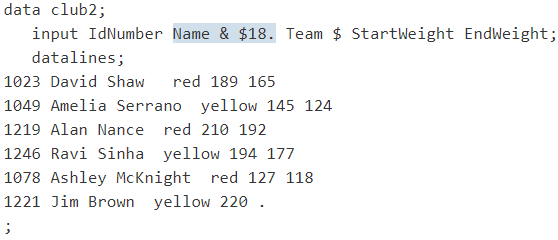 data club2;
   input IdNumber Name & $18. Team $ StartWeight EndWeight;
   datalines;
1023 David Shaw   red 189 165
1049 Amelia Serrano  yellow 145 124
1219 Alan Nance  red 210 192
1246 Ravi Sinha  yellow 194 177
1078 Ashley McKnight  red 127 118
1221 Jim Brown  yellow 220 .
;